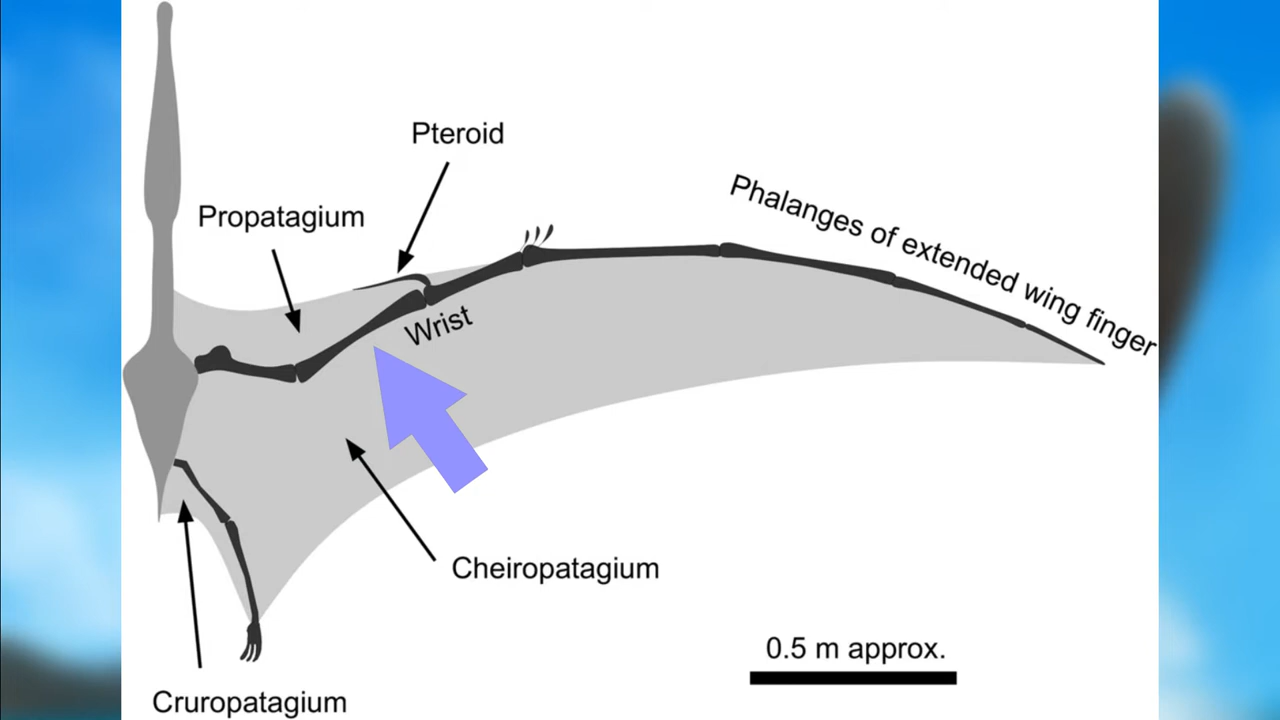 Pteroid
Phalanges of extended wing finger
Propatagium
Wrist
Cheiropatagium
0.5 m approx.
Cruropatagium